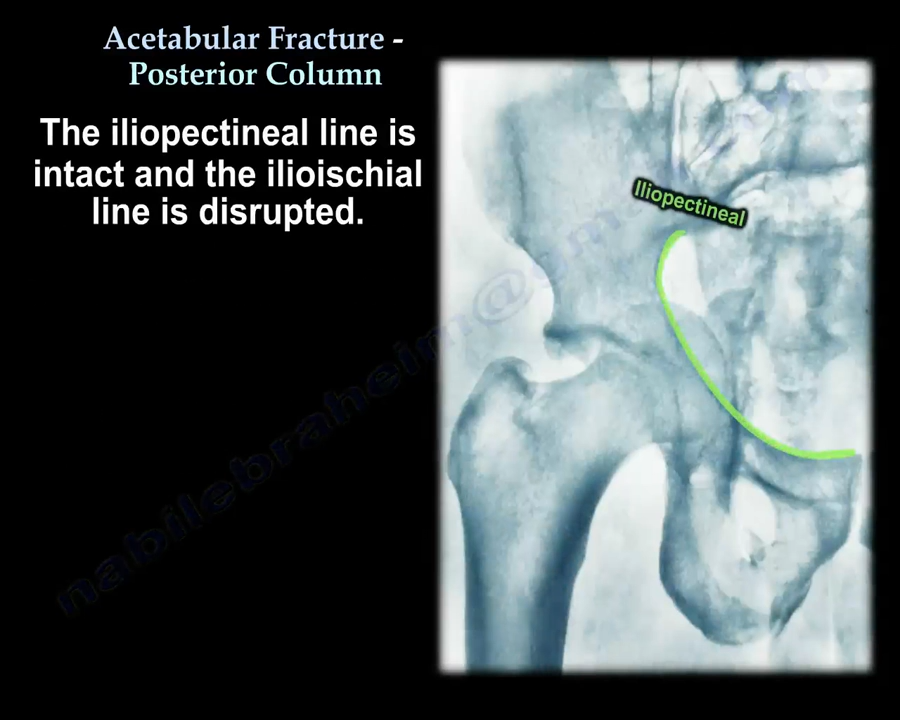 Acetabular Fracture -
Posterior Column
The iliopectineal line is
intact and the ilioischial
line is disrupted.
Iliopectineal